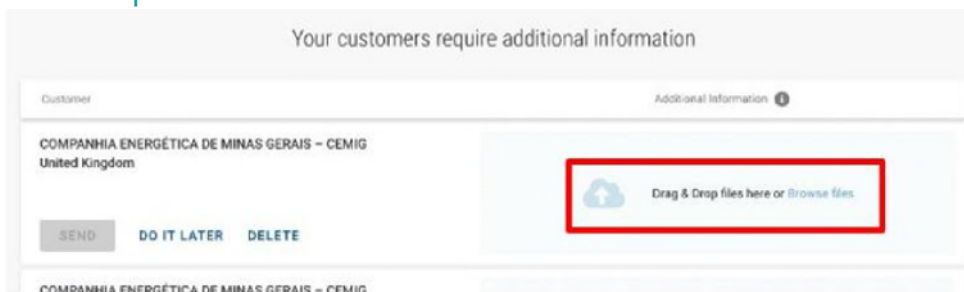 Your customers require additional information
Customer
Additional Information
COMPANHIA ENERGÉTICA DE MINAS GERAIS – CEMIG
United Kingdom
Drag & Drop files here or Browse files
SEND DO IT LATER DELETE
COMPANHIA ENERGÉTICA DE MINAS GERAIS – CEMIG